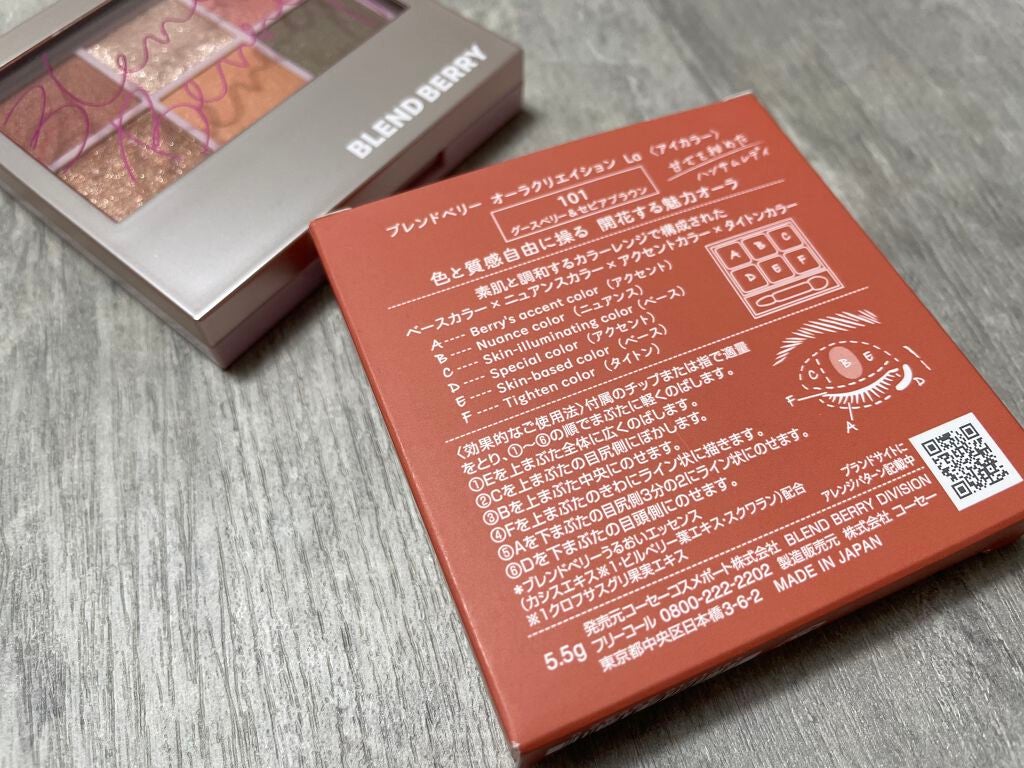 Blend Berry
BLEND BERRY
ブレンドベリー オーラクリエイション La 〈アイカラー〉
101
グースベリー&セピアブラウン
甘くて秘めた
ハンサムレディ
色と質感自由に操る 開花する魅力オーラ
素肌と調和するカラーレンジで構成された
ベースカラー×ニュアンスカラー×アクセントカラー×タイトンカラー
A---- Berry's accent color（アクセント）
B---- Nuance color（ニュアンス）
C---- Skin-illuminating color（ベース）
D---- Special color（アクセント）
E---- Skin-based color（ベース）
F---- Tighten color（タイトン）
A B C
D E F
C B E
F A D
〈効果的なご使用法〉付属のチップまたは指で適量
をとり、①～⑥の順でまぶたに軽くのばします。
①Eを上まぶた全体に広くのばします。
②Cを上まぶたの目尻側にぼかします。
③Bを上まぶた中央にのせます。
④Fを上まぶたのきわにライン状に描きます。
⑤Aを下まぶたの目尻側3分の2にライン状にのせます。
⑥Dを下まぶたの目頭側にのせます。
*ブレンドベリーうるおいエッセンス
（カシスエキス※1・ビルベリー葉エキス・スクワラン）配合
※1クロフサスグリ果実エキス
ブランドサイトに
アレンジパターン記載中
発売元コーセーコスメポート株式会社 BLEND BERRY DIVISION
フリーコール 0800-222-2202 製造販売元 株式会社 コーセー
東京都中央区日本橋3-6-2 MADE IN JAPAN
5.5g